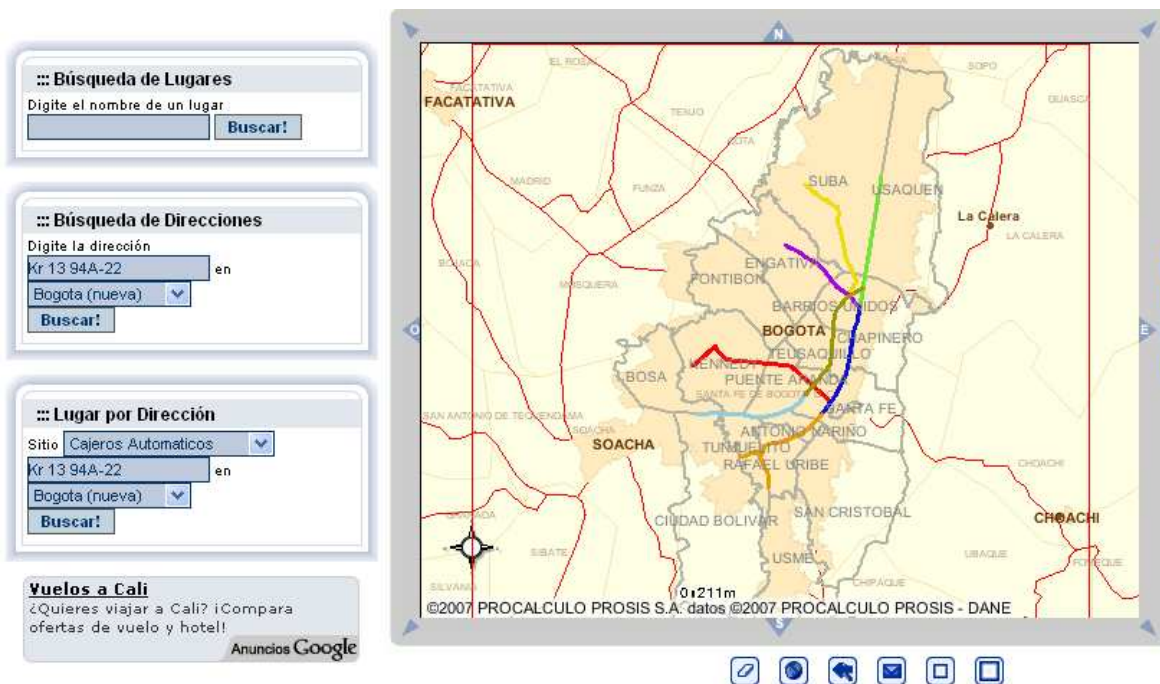 ::: Búsqueda de Lugares
Digite el nombre de un lugar
Buscar!
::: Búsqueda de Direcciones
Digite la dirección
Kr 13 94A-22 en
Bogota (nueva)
Buscar!
::: Lugar por Dirección
Sitio Cajeros Automaticos
Kr 13 94A-22 en
Bogota (nueva)
Buscar!
Vuelos a Cali
¿Quieres viajar a Cali? ¡Compara
ofertas de vuelo y hotel!
Anuncios Google
N
EL ROSAL
SOPO
FACATATIVA
FACATATIVA
GUASCA
TENJO
COTA
MADRID
FUNZA
SUBA
USAQUEN
La Calera
LA CALERA
BOJACA
ENGATIVA
FONTIBON
MOSQUERA
BARRIOS UNIDOS
O
BOGOTA
CHAPINERO
E
TEUSAQUILLO
KENNEDY
BOSA
PUENTE ARANDA
SANTA FE DE BOGOTA
SANTA FE
SAN ANTONIO DE TEQUENDAMA
SOACHA
SOACHA
ANTONIO NARIÑO
TUNJUELITO
RAFAEL URIBE
CHOACHI
CIUDAD BOLIVAR
SAN CRISTOBAL
CHOACHI
GRANADA
SIBATE
USME
UBAQUE
FOMEQUE
SILVANIA
CHIPAQUE
0 211m
©2007 PROCALCULO PROSIS S.A. datos ©2007 PROCALCULO PROSIS - DANE
S